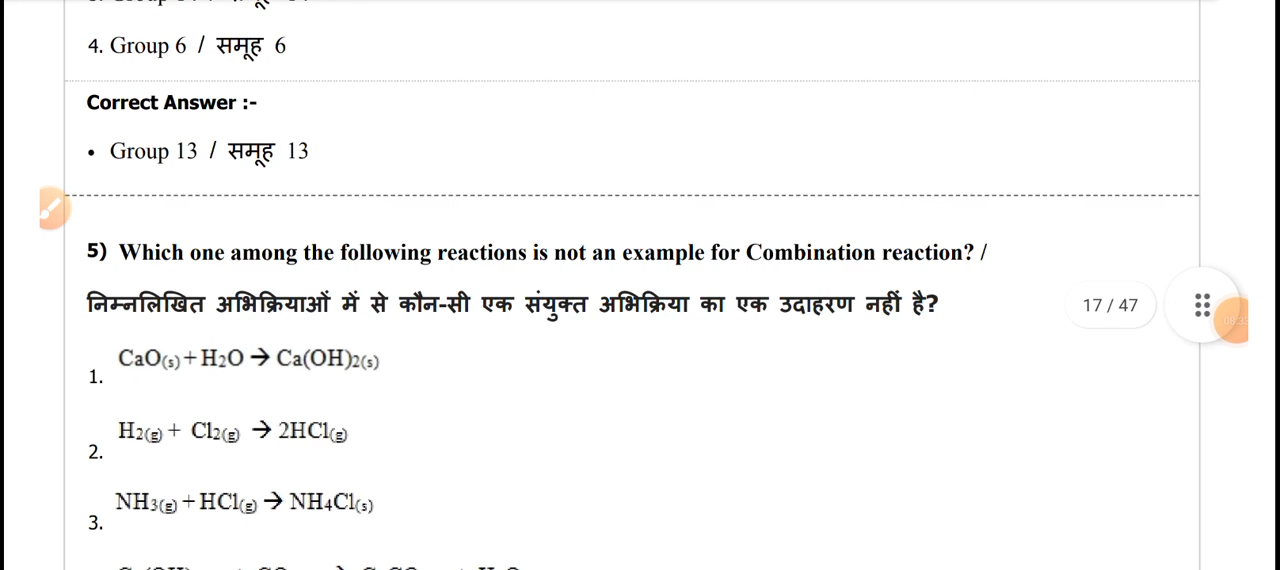 4. Group 6 / समूह 6
Correct Answer :-
• Group 13 / समूह 13
5) Which one among the following reactions is not an example for Combination reaction? /
निम्नलिखित अभिक्रियाओं में से कौन-सी एक संयुक्त अभिक्रिया का एक उदाहरण नहीं है?
17 / 47
1. CaO(s) + H2O → Ca(OH)2(s)
2. H2(g) + Cl2(g) → 2HCl(g)
3. NH3(g) + HCl(g) → NH4Cl(s)